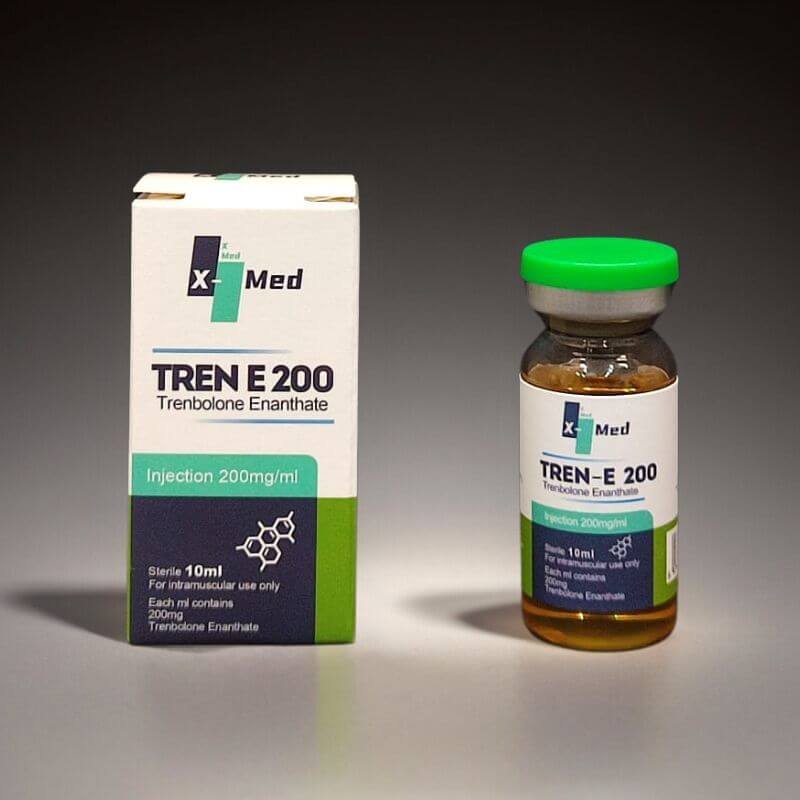 X
Med
X- Med
TREN E 200
Trenbolone Enanthate
Injection 200mg/ml
Sterile 10ml
For intramuscular use only
Each ml contains
200mg
Trenbolone Enanthate
X
Med
X- Med
TREN-E 200
Trenbolone Enanthate
Injection 200mg/ml
Sterile 10ml
For intramuscular use only
Each ml contains
200mg
Trenbolone Enanthate